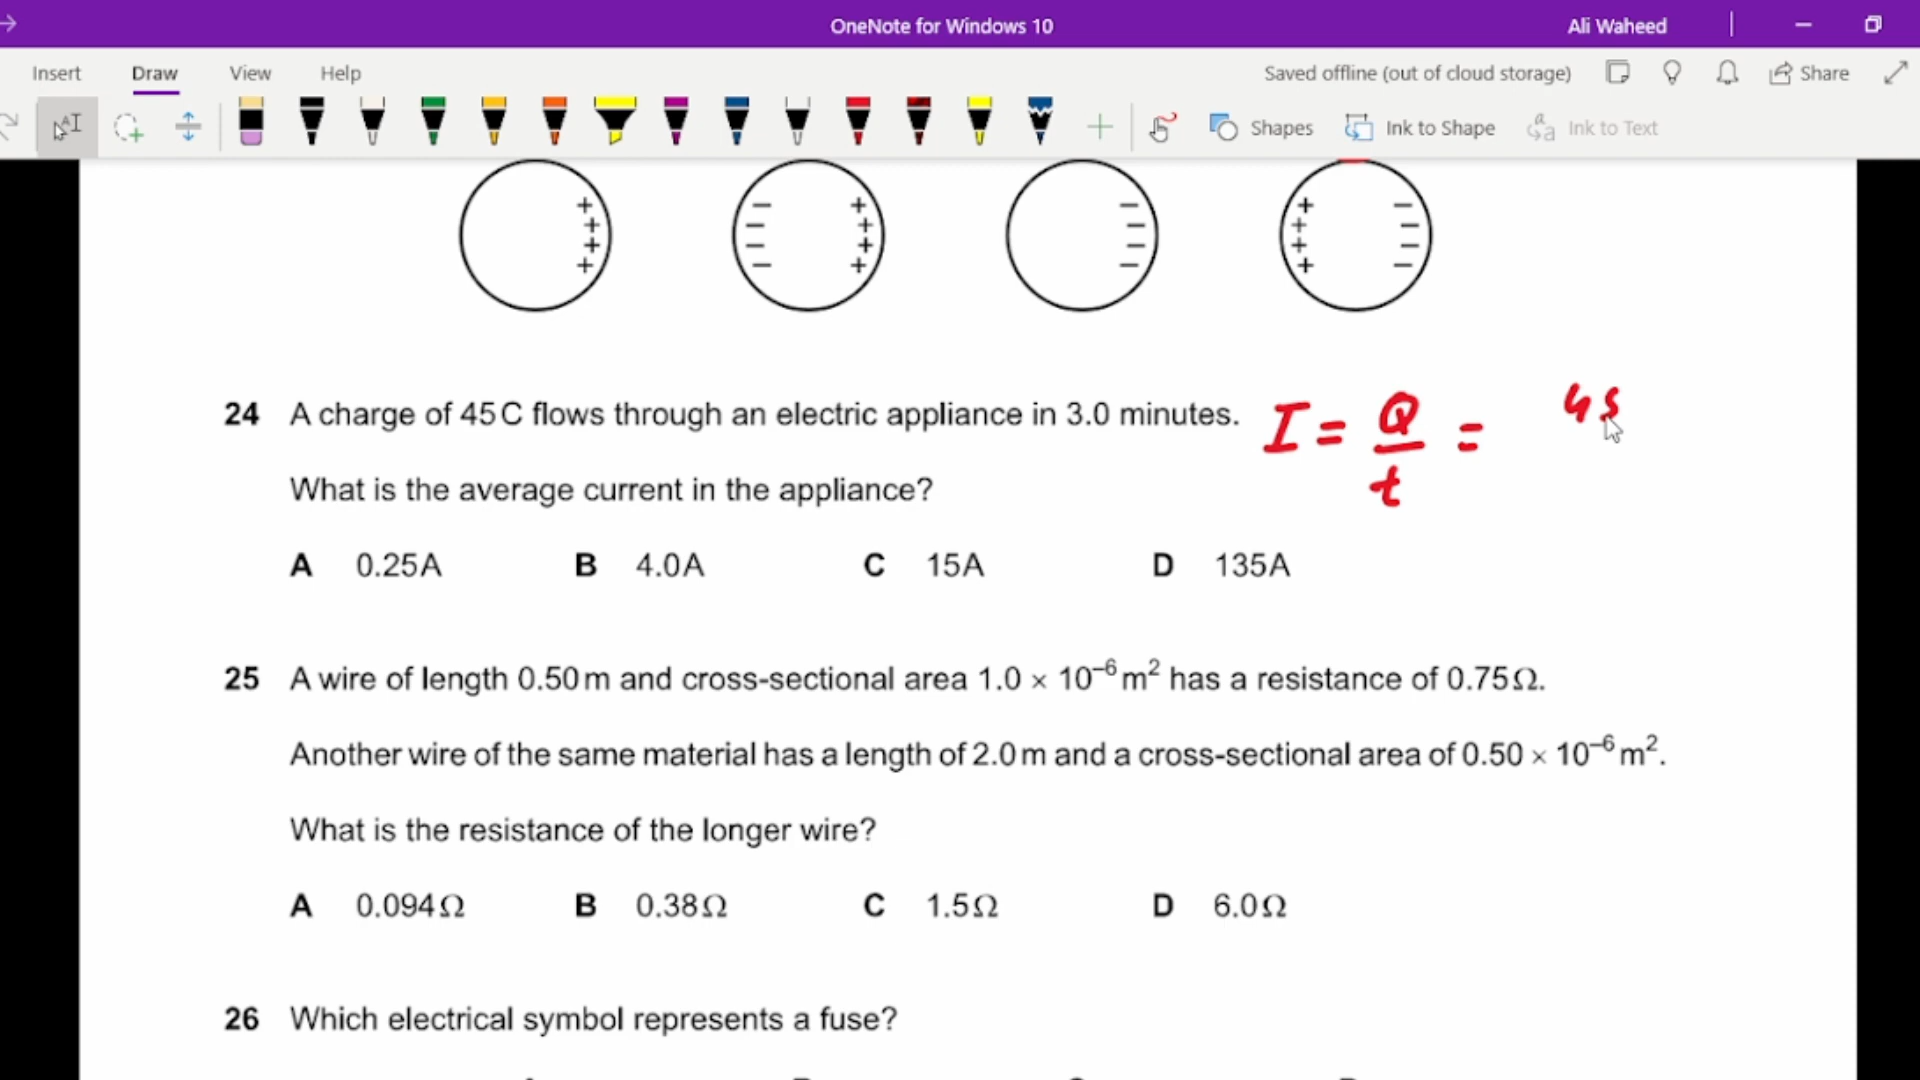 OneNote for Windows 10
Ali Waheed
Insert Draw View Help
Saved offline (out of cloud storage)
Share
Shapes
Ink to Shape
Ink to Text
+ + + +
− − − − + + + +
− − − −
+ + + + − − − −
24 A charge of 45 C flows through an electric appliance in 3.0 minutes.
I = Q/t = 45
What is the average current in the appliance?
A 0.25 A B 4.0 A C 15 A D 135 A
25 A wire of length 0.50 m and cross-sectional area 1.0 × 10⁻⁶ m² has a resistance of 0.75 Ω.
Another wire of the same material has a length of 2.0 m and a cross-sectional area of 0.50 × 10⁻⁶ m².
What is the resistance of the longer wire?
A 0.094 Ω B 0.38 Ω C 1.5 Ω D 6.0 Ω
26 Which electrical symbol represents a fuse?